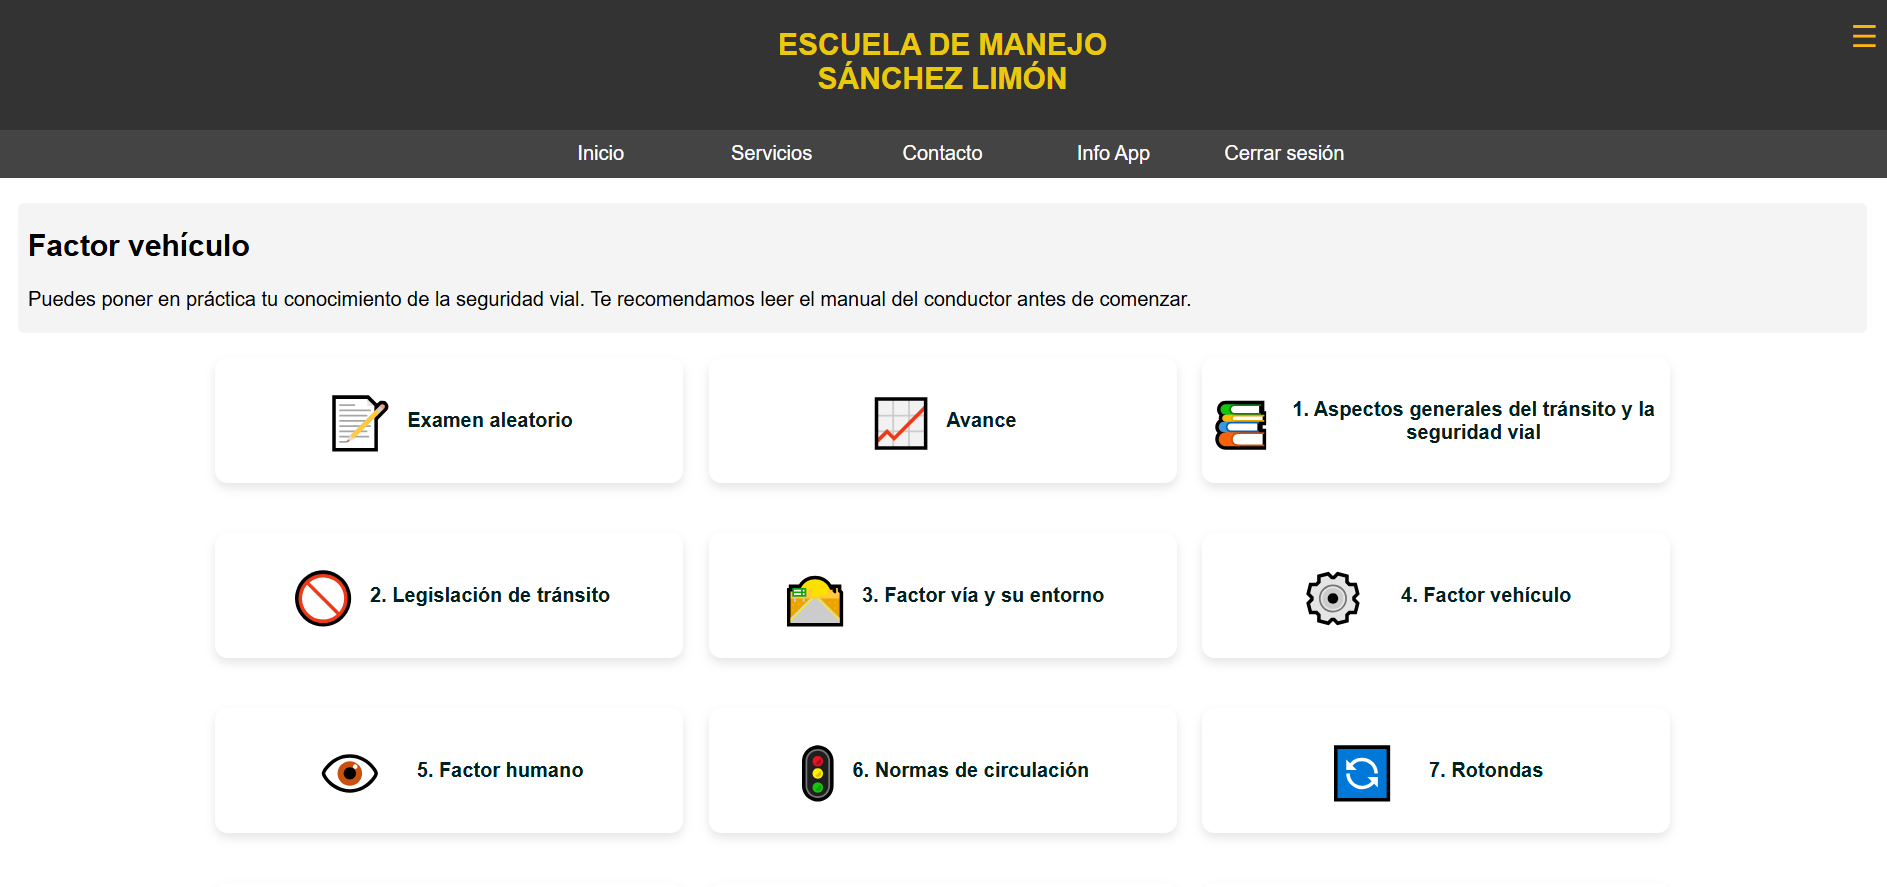 ESCUELA DE MANEJO
SÁNCHEZ LIMÓN
Inicio
Servicios
Contacto
Info App
Cerrar sesión
Factor vehículo
Puedes poner en práctica tu conocimiento de la seguridad vial. Te recomendamos leer el manual del conductor antes de comenzar.
Examen aleatorio
Avance
1. Aspectos generales del tránsito y la
seguridad vial
2. Legislación de tránsito
3. Factor vía y su entorno
4. Factor vehículo
5. Factor humano
6. Normas de circulación
7. Rotondas